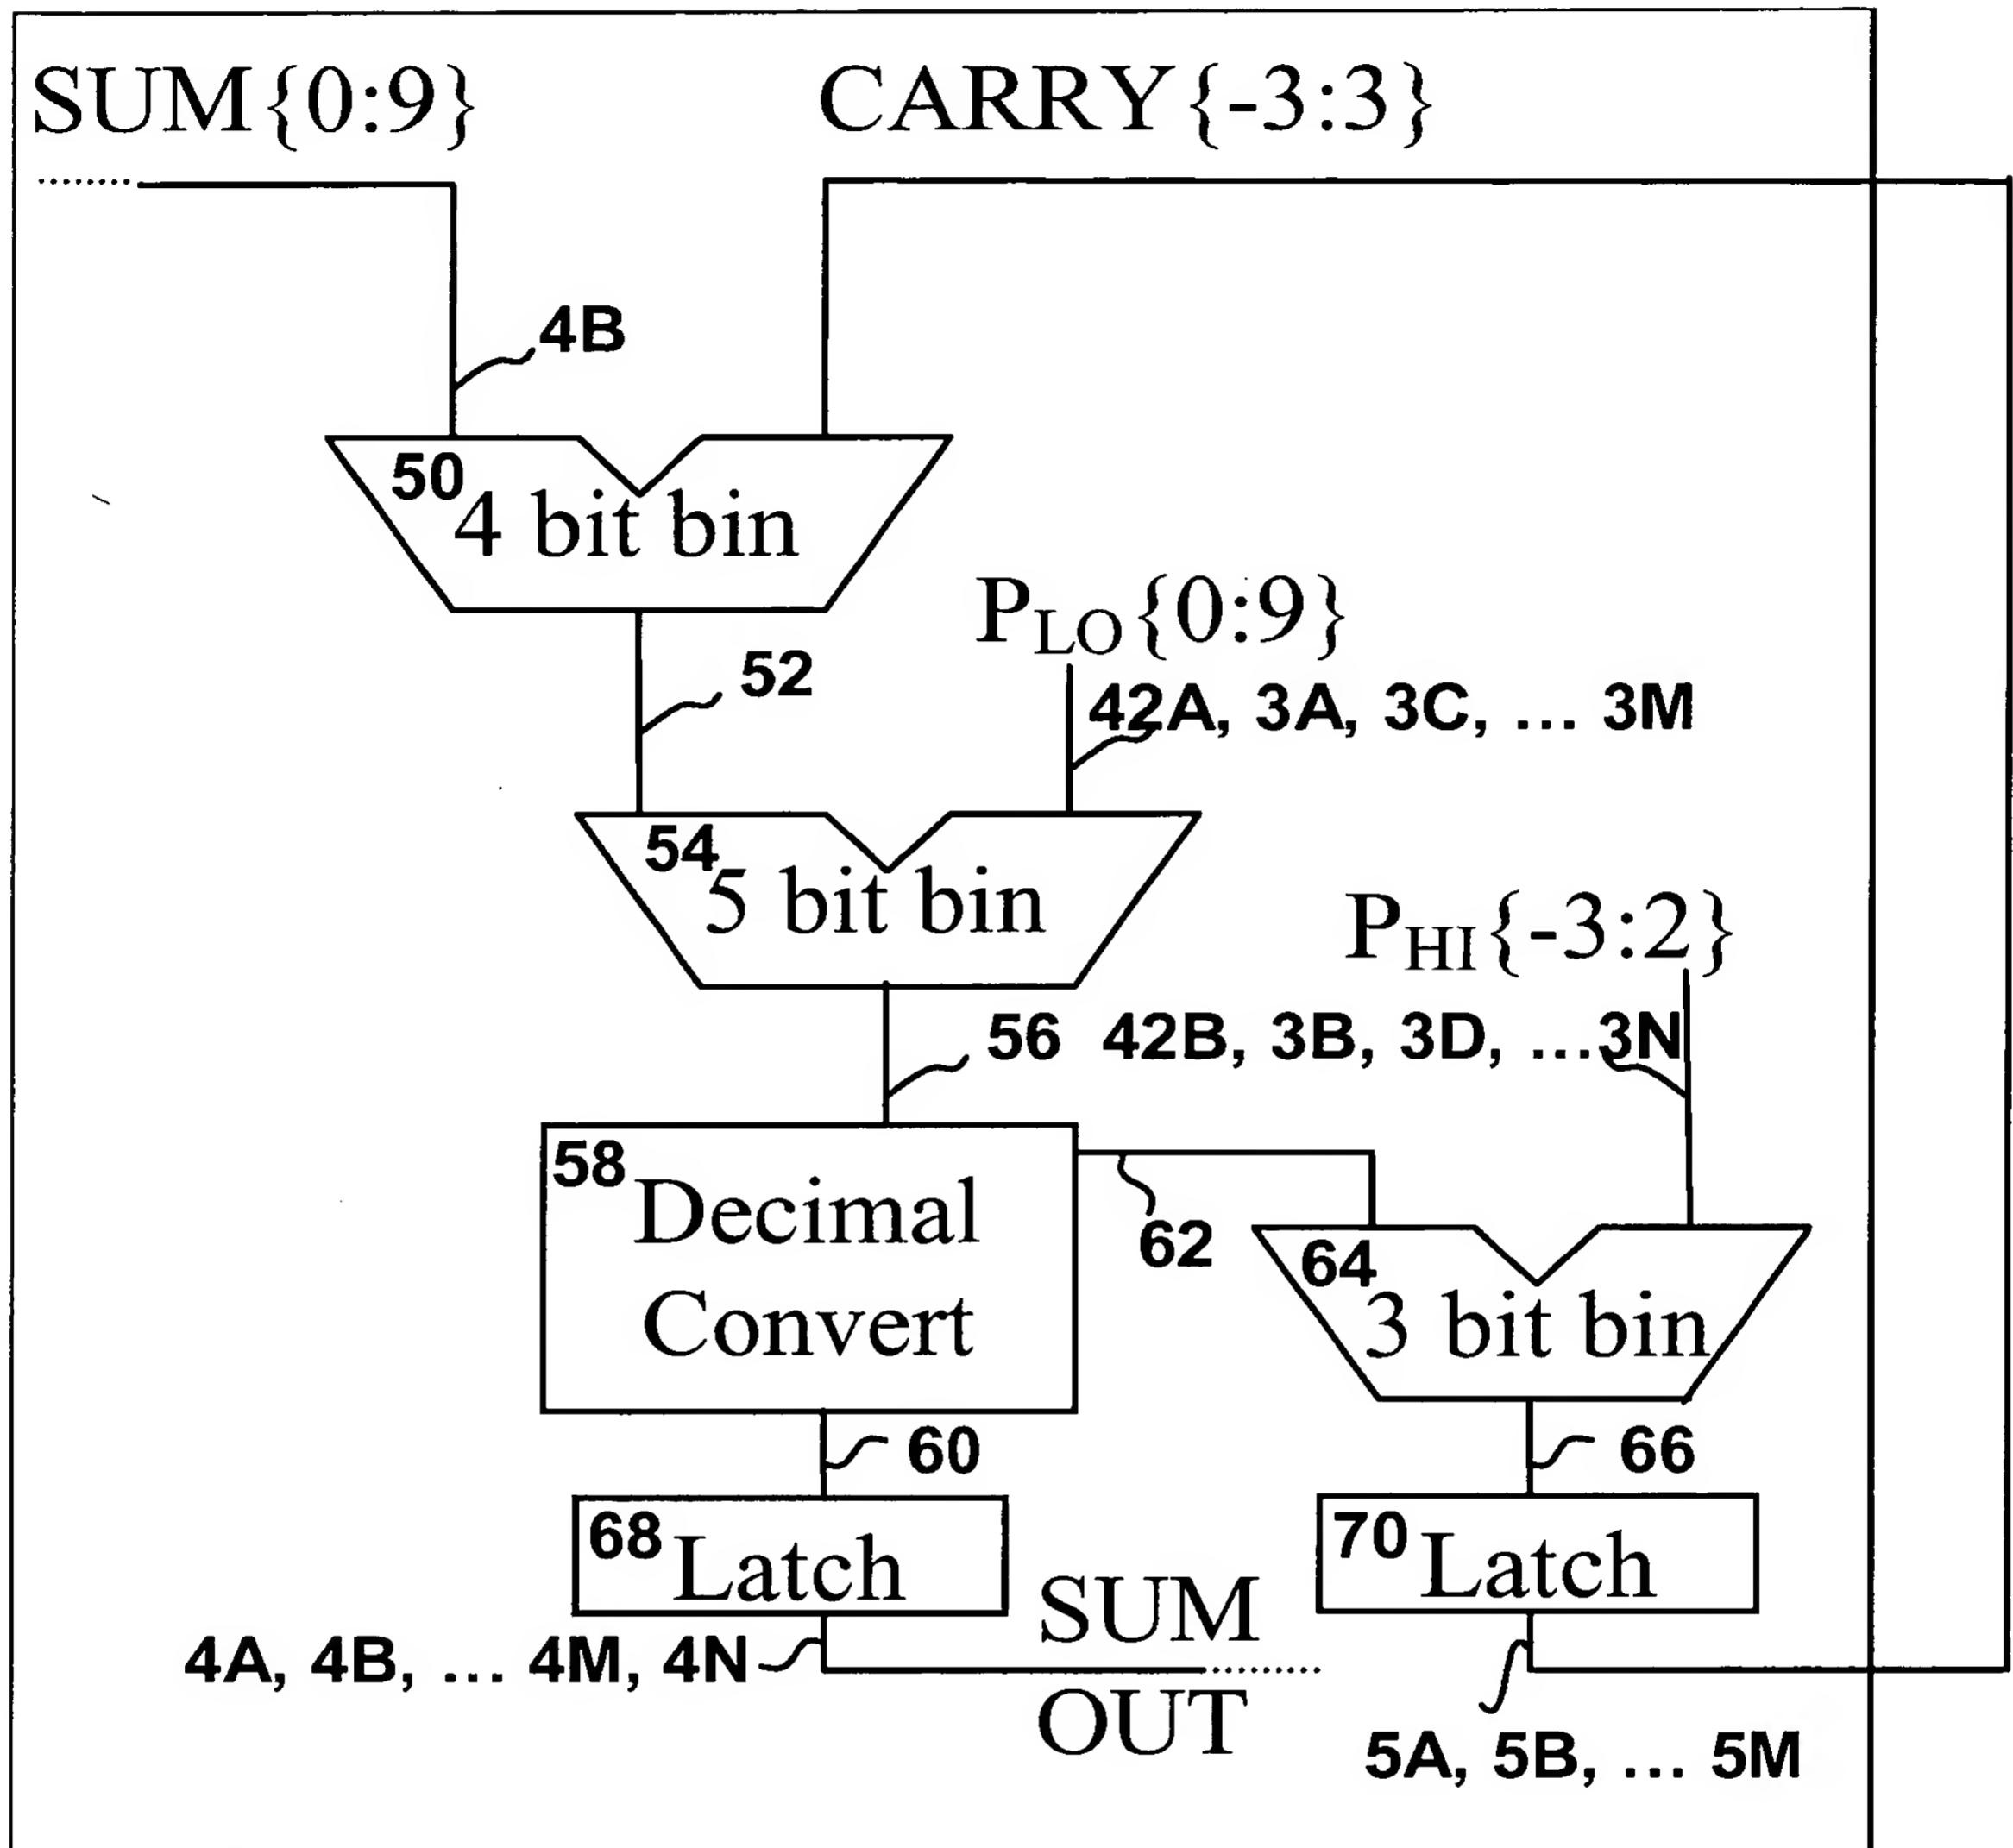 SUM{0:9} CARRY{-3:3}
4B
50
4 bit bin
P_LO{0:9}
52
42A, 3A, 3C, ... 3M
54
5 bit bin
P_HI{-3:2}
56 42B, 3B, 3D, ...3N
58
Decimal
Convert
62
64
3 bit bin
60
66
68 Latch
70 Latch
SUM
OUT
4A, 4B, ... 4M, 4N
5A, 5B, ... 5M